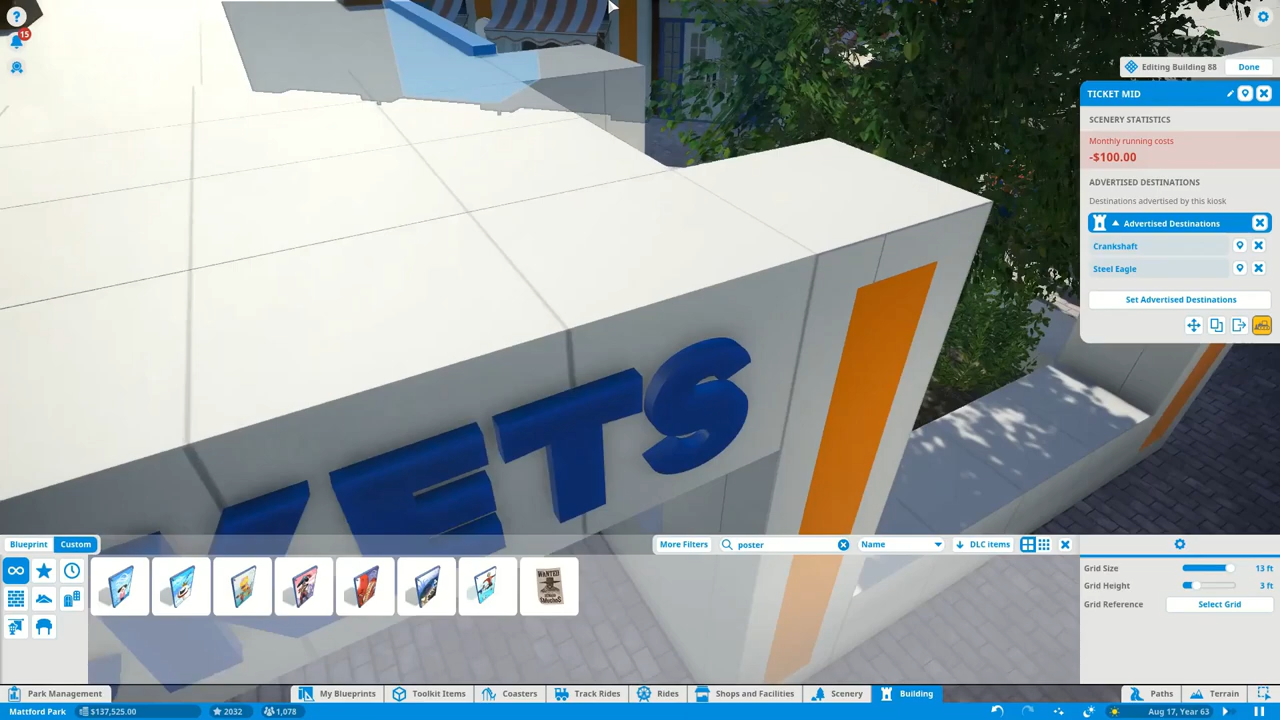 ?
15
Editing Building 88
Done
TICKET MID
SCENERY STATISTICS
Monthly running costs
-$100.00
ADVERTISED DESTINATIONS
Destinations advertised by this kiosk
Advertised Destinations
Crankshaft
Steel Eagle
Set Advertised Destinations
KETS
Blueprint
Custom
More Filters
poster
Name
DLC items
WANTED
Grid Size
13 ft
Grid Height
3 ft
Grid Reference
Select Grid
Park Management
My Blueprints
Toolkit Items
Coasters
Track Rides
Rides
Shops and Facilities
Scenery
Building
Paths
Terrain
Mattford Park
$137,525.00
2032
1,078
Aug 17, Year 63